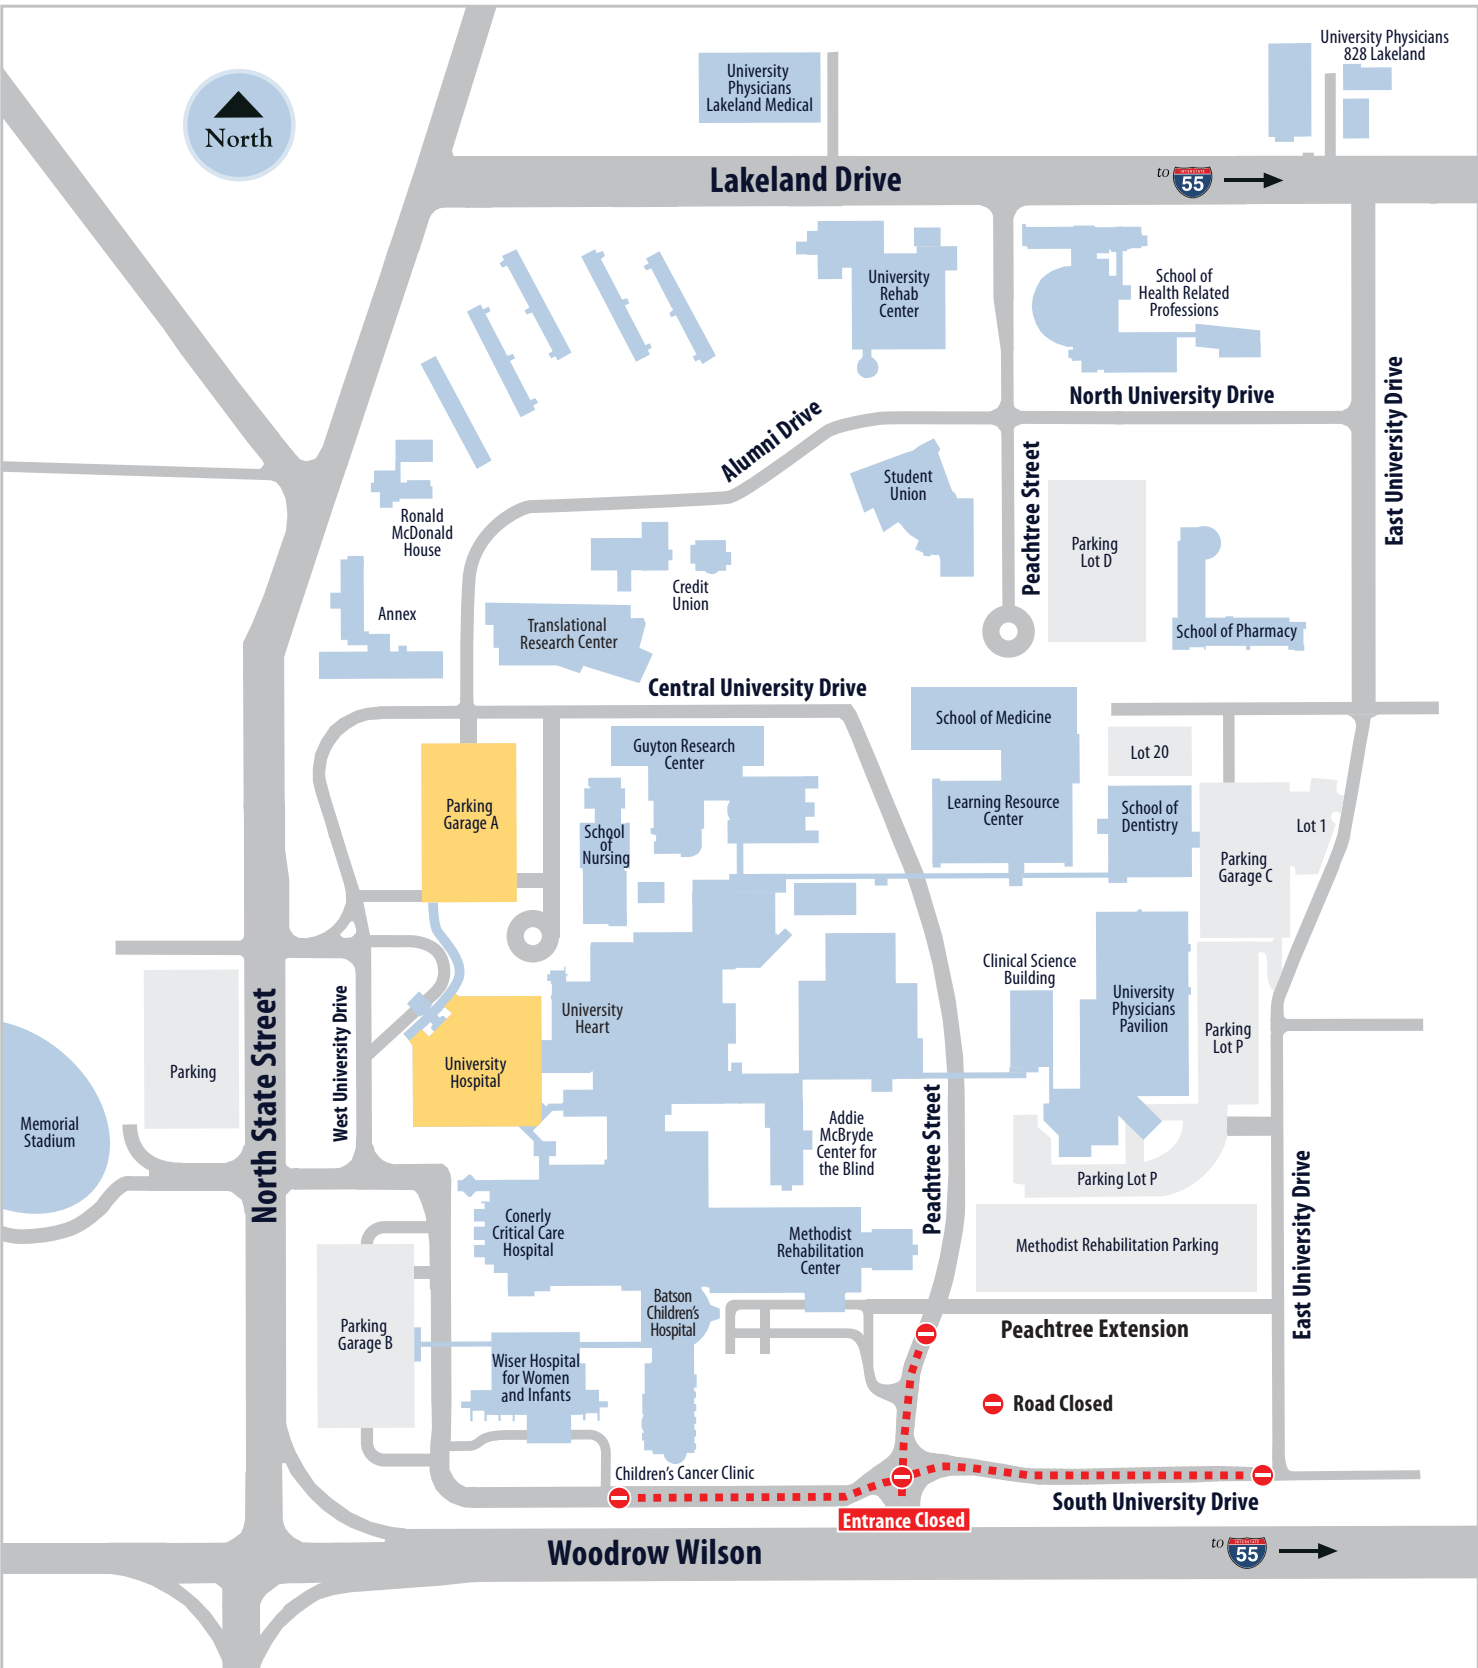 University Physicians
828 Lakeland
University
Physicians
Lakeland Medical
North
Lakeland Drive
to
INTERSTATE
55
University
Rehab
Center
School of
Health Related
Professions
North University Drive
East University Drive
Alumni Drive
Student
Union
Peachtree Street
Parking
Lot D
Ronald
McDonald
House
Credit
Union
Annex
Translational
Research Center
School of Pharmacy
Central University Drive
School of Medicine
Guyton Research
Center
Lot 20
Parking
Garage A
Learning Resource
Center
School of
Dentistry
Lot 1
School
of
Nursing
Parking
Garage C
Clinical Science
Building
University
Heart
University
Physicians
Pavilion
Parking
Lot P
North State Street
West University Drive
Parking
University
Hospital
Memorial
Stadium
Addie
McBryde
Center for
the Blind
Peachtree Street
Parking Lot P
Conerly
Critical Care
Hospital
Methodist
Rehabilitation
Center
Methodist Rehabilitation Parking
East University Drive
Batson
Children's
Hospital
Parking
Garage B
Peachtree Extension
Wiser Hospital
for Women
and Infants
Road Closed
Children's Cancer Clinic
South University Drive
Entrance Closed
Woodrow Wilson
to
INTERSTATE
55